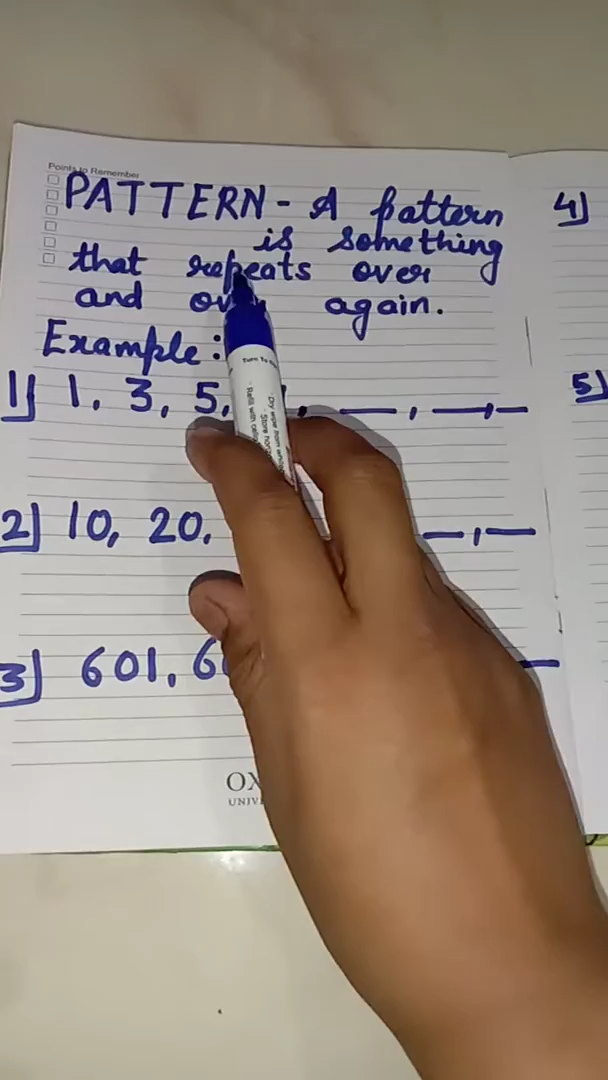 Points to Remember
PATTERN - A pattern
is something
that repeats over
and over again.
Example:
1] 1, 3, 5,
2] 10, 20,
3] 601,
4]
5]